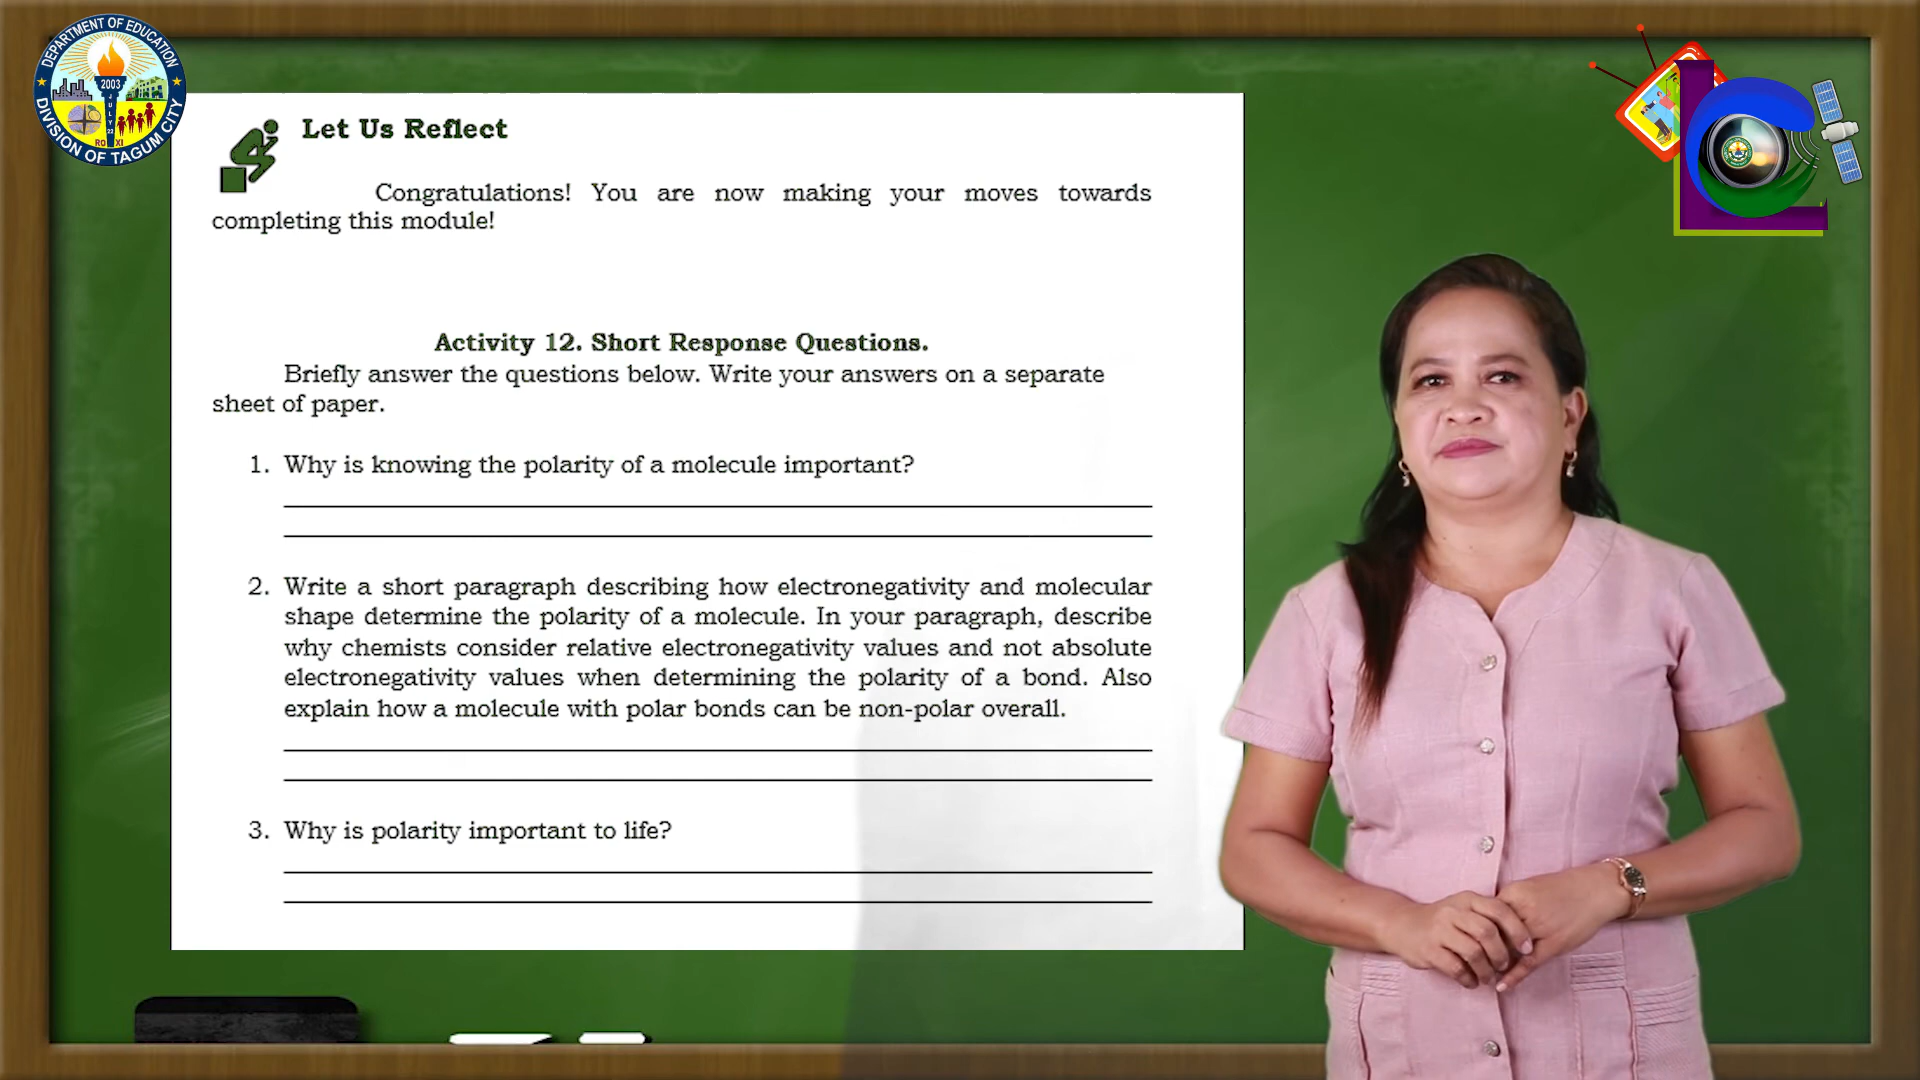 DEPARTMENT OF EDUCATION
2003
JULY 22
RO XI
DIVISION OF TAGUM CITY
LC
Let Us Reflect
Congratulations! You are now making your moves towards
completing this module!
Activity 12. Short Response Questions.
Briefly answer the questions below. Write your answers on a separate
sheet of paper.
1. Why is knowing the polarity of a molecule important?
2. Write a short paragraph describing how electronegativity and molecular
shape determine the polarity of a molecule. In your paragraph, describe
why chemists consider relative electronegativity values and not absolute
electronegativity values when determining the polarity of a bond. Also
explain how a molecule with polar bonds can be non-polar overall.
3. Why is polarity important to life?